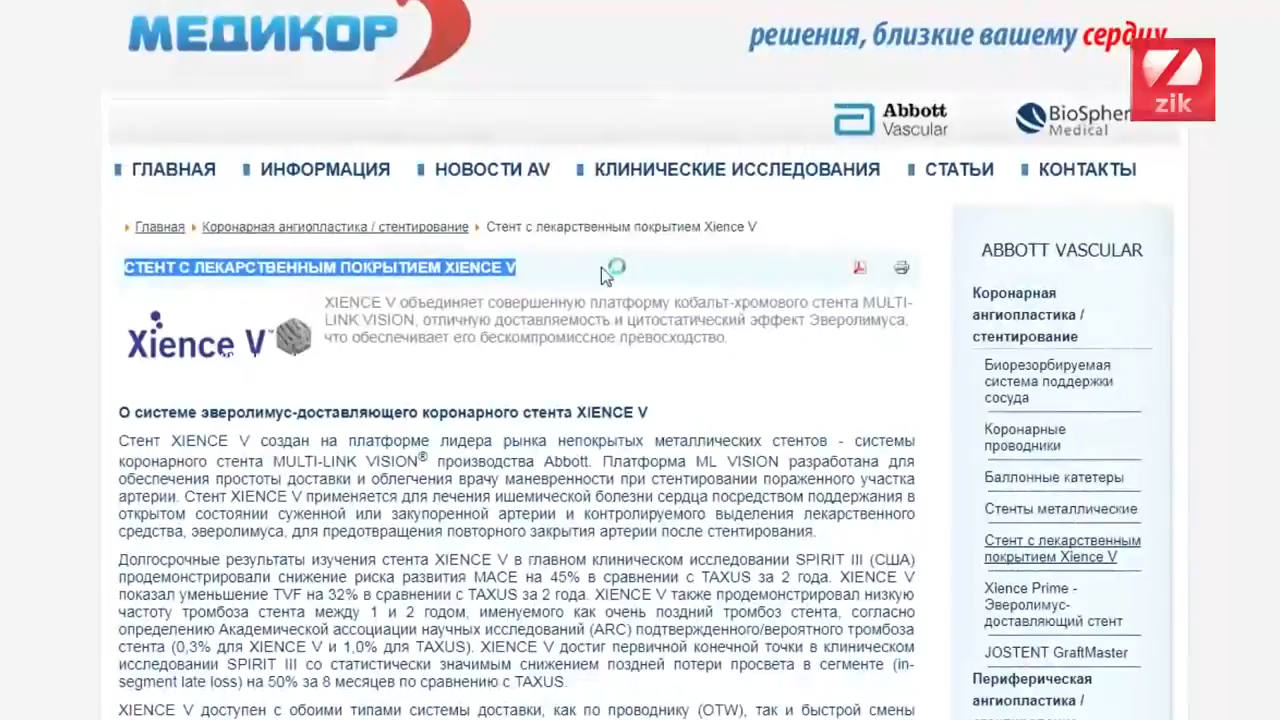 МЕДИКОР
решения, близкие вашему сердцу
zik
Abbott
Vascular
BioSpher
Medical
ГЛАВНАЯ ИНФОРМАЦИЯ НОВОСТИ AV КЛИНИЧЕСКИЕ ИССЛЕДОВАНИЯ СТАТЬИ КОНТАКТЫ
Главная Коронарная ангиопластика / стентирование Стент с лекарственным покрытием Xience V
СТЕНТ С ЛЕКАРСТВЕННЫМ ПОКРЫТИЕМ XIENCE V
Xience V™
XIENCE V объединяет совершенную платформу кобальт-хромового стента MULTI-
LINK VISION, отличную доставляемость и цитостатический эффект Эверолимуса,
что обеспечивает его бескомпромиссное превосходство.
О системе эверолимус-доставляющего коронарного стента XIENCE V
Стент XIENCE V создан на платформе лидера рынка непокрытых металлических стентов - системы
коронарного стента MULTI-LINK VISION® производства Abbott. Платформа ML VISION разработана для
обеспечения простоты доставки и облегчения врачу маневренности при стентировании пораженного участка
артерии. Стент XIENCE V применяется для лечения ишемической болезни сердца посредством поддержания в
открытом состоянии суженной или закупоренной артерии и контролируемого выделения лекарственного
средства, эверолимуса, для предотвращения повторного закрытия артерии после стентирования.
Долгосрочные результаты изучения стента XIENCE V в главном клиническом исследовании SPIRIT III (США)
продемонстрировали снижение риска развития MACE на 45% в сравнении с TAXUS за 2 года. XIENCE V
показал уменьшение TVF на 32% в сравнении с TAXUS за 2 года. XIENCE V также продемонстрировал низкую
частоту тромбоза стента между 1 и 2 годом, именуемого как очень поздний тромбоз стента, согласно
определению Академической ассоциации научных исследований (ARC) подтвержденного/вероятного тромбоза
стента (0,3% для XIENCE V и 1,0% для TAXUS). XIENCE V достиг первичной конечной точки в клиническом
исследовании SPIRIT III со статистически значимым снижением поздней потери просвета в сегменте (in-
segment late loss) на 50% за 8 месяцев по сравнению с TAXUS.
XIENCE V доступен с обоими типами системы доставки, как по проводнику (OTW), так и быстрой смены
ABBOTT VASCULAR
Коронарная
ангиопластика /
стентирование
Биорезорбируемая
система поддержки
сосуда
Коронарные
проводники
Баллонные катетеры
Стенты металлические
Стент с лекарственным
покрытием Xience V
Xience Prime -
Эверолимус-
доставляющий стент
JOSTENT GraftMaster
Периферическая
ангиопластика /